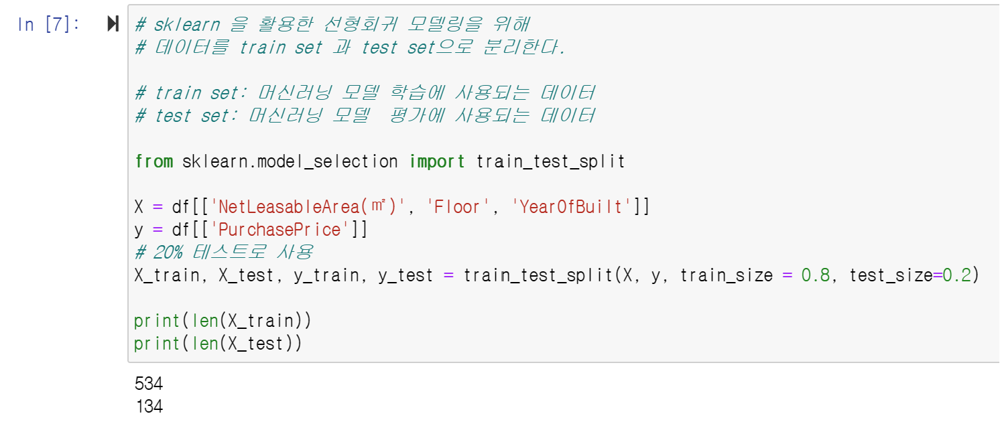 In [7]:
# sklearn 을 활용한 선형회귀 모델링을 위해
# 데이터를 train set 과 test set으로 분리한다.
# train set: 머신러닝 모델 학습에 사용되는 데이터
# test set: 머신러닝 모델  평가에 사용되는 데이터
from sklearn.model_selection import train_test_split
X = df[['NetLeasableArea(㎡)', 'Floor', 'YearOfBuilt']]
y = df[['PurchasePrice']]
# 20% 테스트로 사용
X_train, X_test, y_train, y_test = train_test_split(X, y, train_size = 0.8, test_size=0.2)
print(len(X_train))
print(len(X_test))
534
134